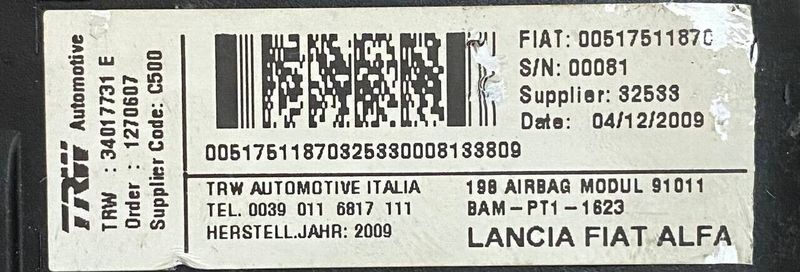 TRW Automotive
TRW : 34017731 E
Order : 1270607
Supplier Code: C500
FIAT: 00517511870
S/N: 00081
Supplier: 32533
Date: 04/12/2009
00517511870325330008133809
TRW AUTOMOTIVE ITALIA
TEL. 0039 011 6817 111
HERSTELL.JAHR: 2009
198 AIRBAG MODUL 91011
BAM-PT1-1623
LANCIA FIAT ALFA